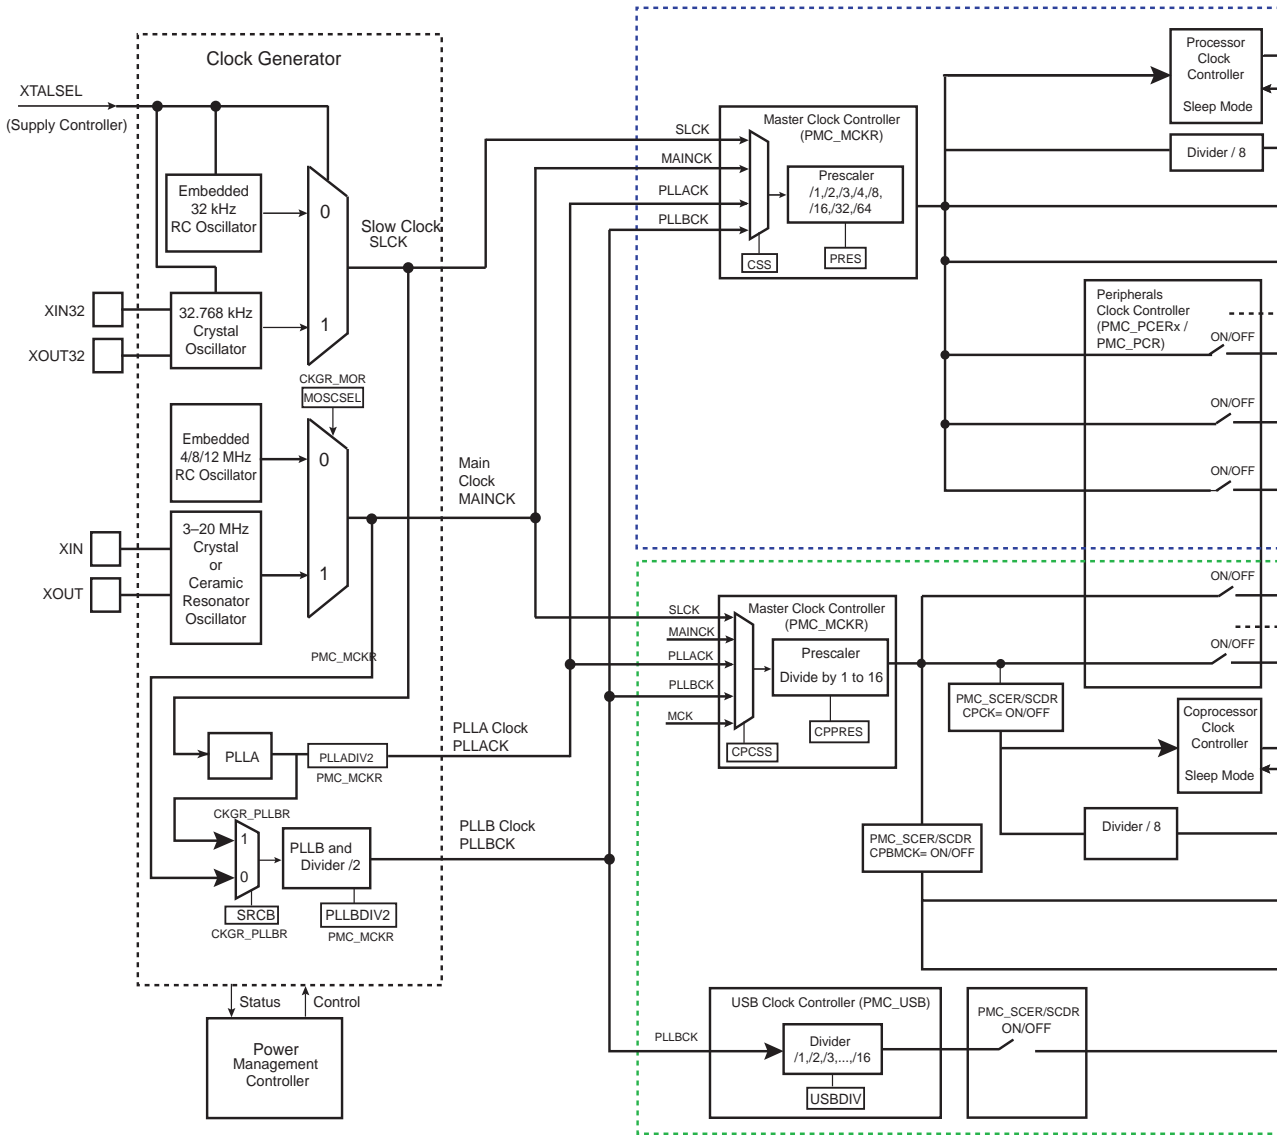 Clock Generator
XTALSEL
(Supply Controller)
Embedded
32 kHz
RC Oscillator
0
Slow Clock
SLCK
XIN32
XOUT32
32.768 kHz
Crystal
Oscillator
1
CKGR_MOR
MOSCSEL
Embedded
4/8/12 MHz
RC Oscillator
0
Main
Clock
MAINCK
XIN
XOUT
3–20 MHz
Crystal
or
Ceramic
Resonator
Oscillator
1
PMC_MCKR
PLLA
PLLADIV2
PMC_MCKR
PLLA Clock
PLLACK
CKGR_PLLBR
1
0
PLLB and
Divider /2
PLLB Clock
PLLBCK
SRCB
CKGR_PLLBR
PLLBDIV2
PMC_MCKR
Status
Control
Power
Management
Controller
SLCK
MAINCK
PLLACK
PLLBCK
Master Clock Controller
(PMC_MCKR)
Prescaler
/1,/2,/3,/4,/8,
/16,/32,/64
CSS
PRES
Processor
Clock
Controller
Sleep Mode
Divider / 8
Peripherals
Clock Controller
(PMC_PCERx /
PMC_PCR)
ON/OFF
ON/OFF
ON/OFF
ON/OFF
ON/OFF
SLCK
MAINCK
PLLACK
PLLBCK
MCK
Master Clock Controller
(PMC_MCKR)
Prescaler
Divide by 1 to 16
CPCSS
CPPRES
PMC_SCER/SCDR
CPCK= ON/OFF
Coprocessor
Clock
Controller
Sleep Mode
PMC_SCER/SCDR
CPBMCK= ON/OFF
Divider / 8
USB Clock Controller (PMC_USB)
PLLBCK
Divider
/1,/2,/3,...,/16
USBDIV
PMC_SCER/SCDR
ON/OFF